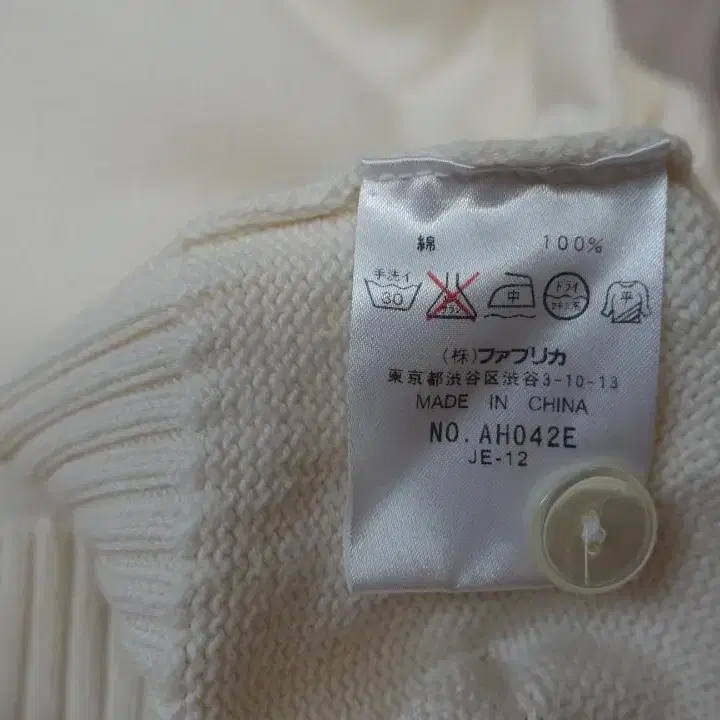 綿 100%
手洗イ
30
中
ドライ
平
(株)ファブリカ
東京都渋谷区渋谷3-10-13
MADE IN CHINA
NO.AH042E
JE-12